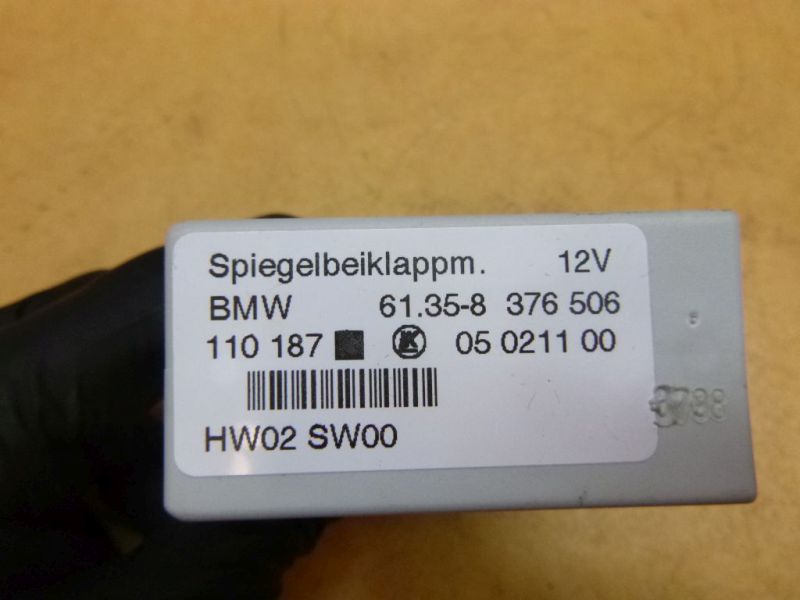 Spiegelbeiklappm. 12V
BMW 61.35-8 376 506
110 187 K 05 0211 00
HW02 SW00